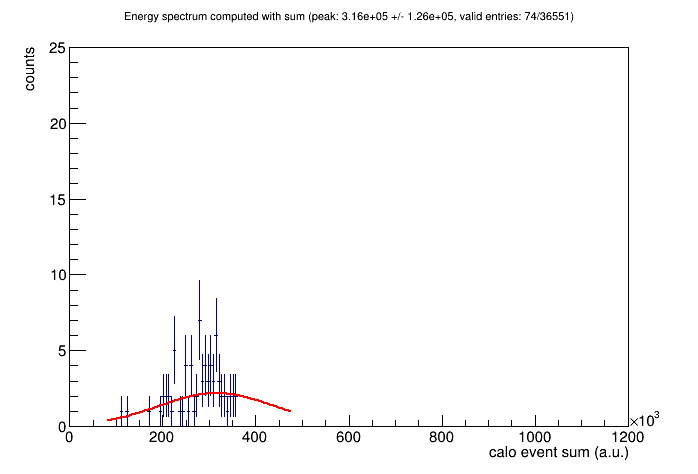 Energy spectrum computed with sum (peak: 3.16e+05 +/- 1.26e+05, valid entries: 74/36551)
counts
25
20
15
10
5
0
0 200 400 600 800 1000 1200
×10³
calo event sum (a.u.)